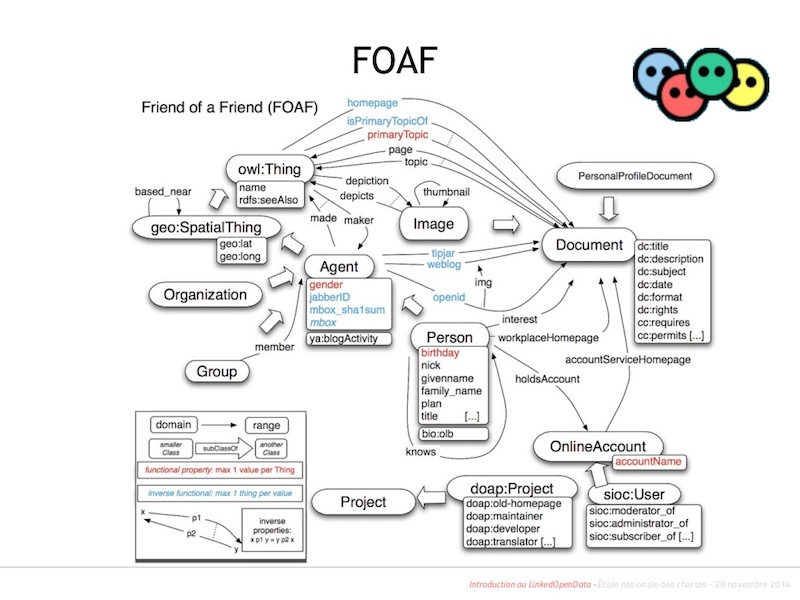 FOAF
Friend of a Friend (FOAF)
homepage
isPrimaryTopicOf
primaryTopic
page
topic
owl:Thing
name
rdfs:seeAlso
depiction
depicts
thumbnail
PersonalProfileDocument
based_near
made
maker
Image
geo:SpatialThing
geo:lat
geo:long
Document
dc:title
dc:description
dc:subject
dc:date
dc:format
dc:rights
cc:requires
cc:permits [...]
tipjar
weblog
Agent
gender
jabberID
mbox_sha1sum
mbox
ya:blogActivity
img
openid
Organization
interest
member
Group
Person
birthday
nick
givenname
family_name
plan
title [...]
bio:olb
workplaceHomepage
accountServiceHomepage
holdsAccount
knows
OnlineAccount
accountName
domain
range
smaller
Class
subClassOf
another
Class
functional property: max 1 value per Thing
inverse functional: max 1 thing per value
x
p1
p2
y
inverse
properties:
x p1 y = y p2 x
Project
doap:Project
doap:old-homepage
doap:maintainer
doap:developer
doap:translator [...]
sioc:User
sioc:moderator_of
sioc:administrator_of
sioc:subscriber_of [...]
Introduction au LinkedOpenData - École nationale des chartes - 28 novembre 2014